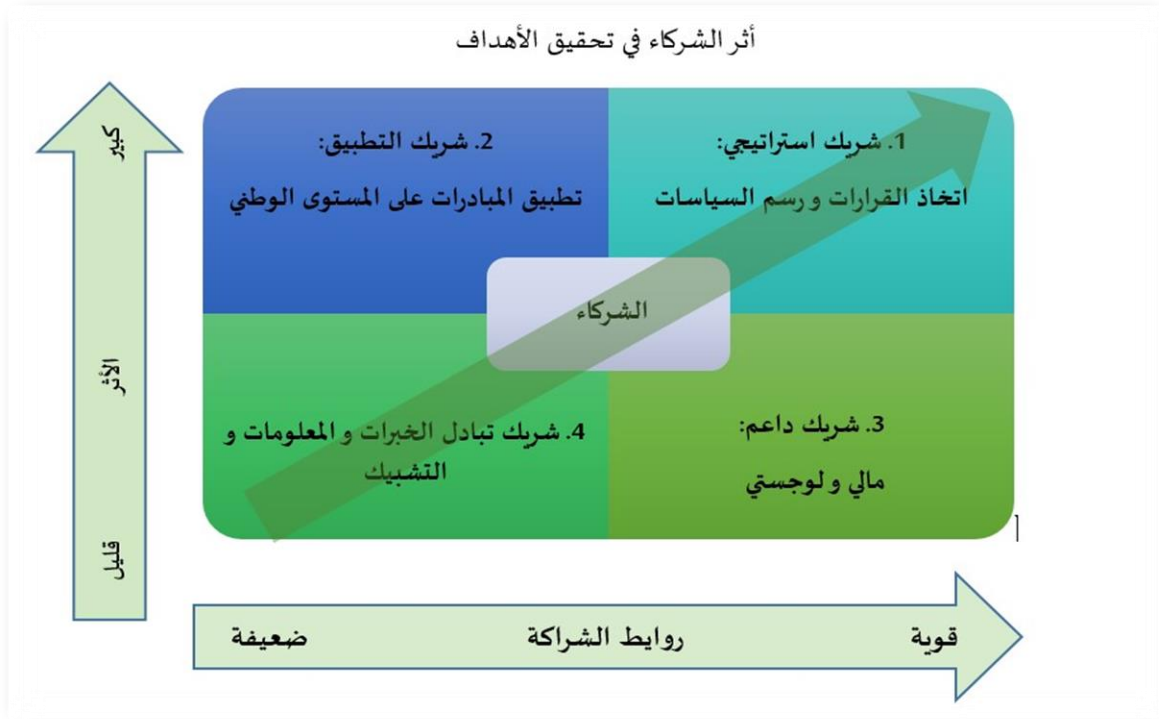 أثر الشركاء في تحقيق الأهداف
1. شريك استراتيجي:
اتخاذ القرارات و رسم السياسات
2. شريك التطبيق:
تطبيق المبادرات على المستوى الوطني
الشركاء
3. شريك داعم:
مالي و لوجستي
4. شريك تبادل الخبرات و المعلومات و
التشبيك
كبير
الأثر
قليل
قوية
روابط الشراكة
ضعيفة